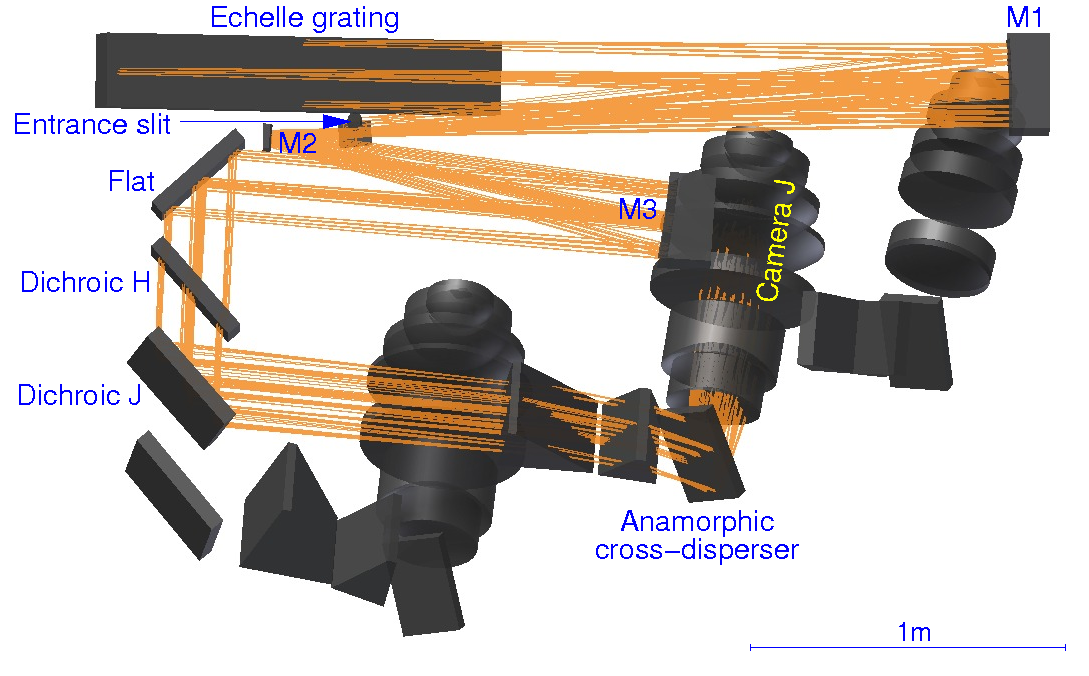 Echelle grating
M1
Entrance slit
M2
Flat
M3
Camera J
Dichroic H
Dichroic J
Anamorphic
cross-disperser
1m